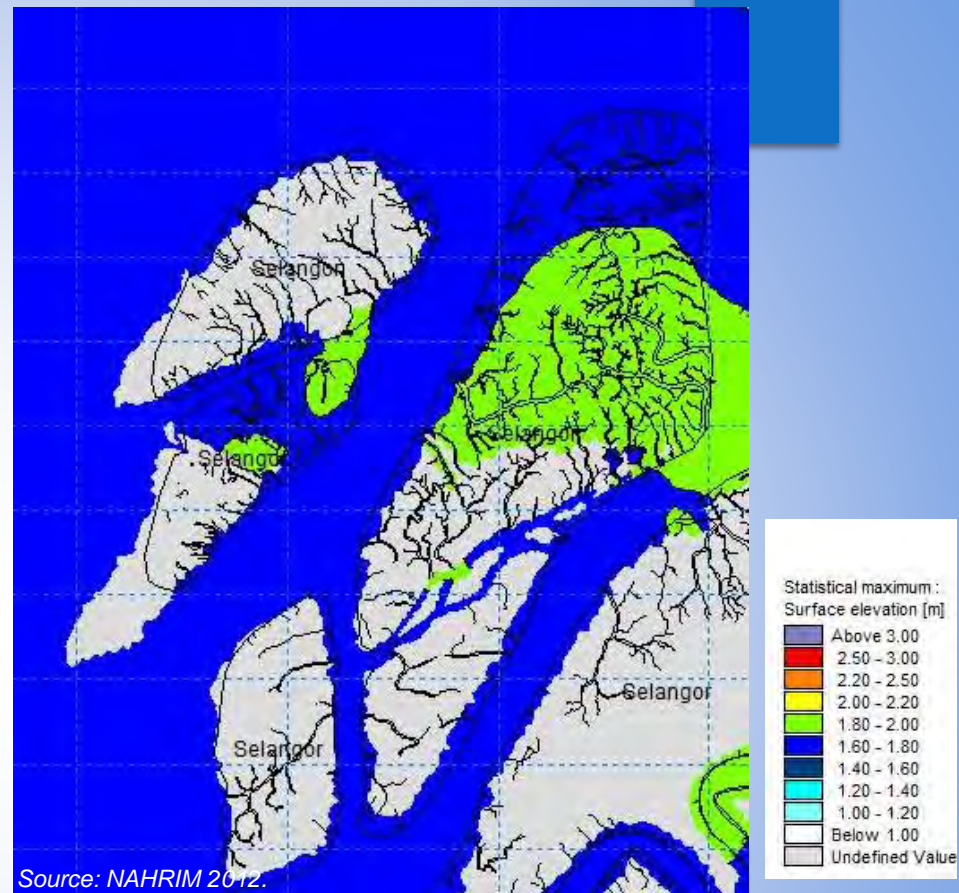 Selangor
Selangor
Selangor
Selangor
Selangor
Source: NAHRIM 2012.
Statistical maximum :
Surface elevation [m]
Above 3.00
2.50 - 3.00
2.20 - 2.50
2.00 - 2.20
1.80 - 2.00
1.60 - 1.80
1.40 - 1.60
1.20 - 1.40
1.00 - 1.20
Below 1.00
Undefined Value